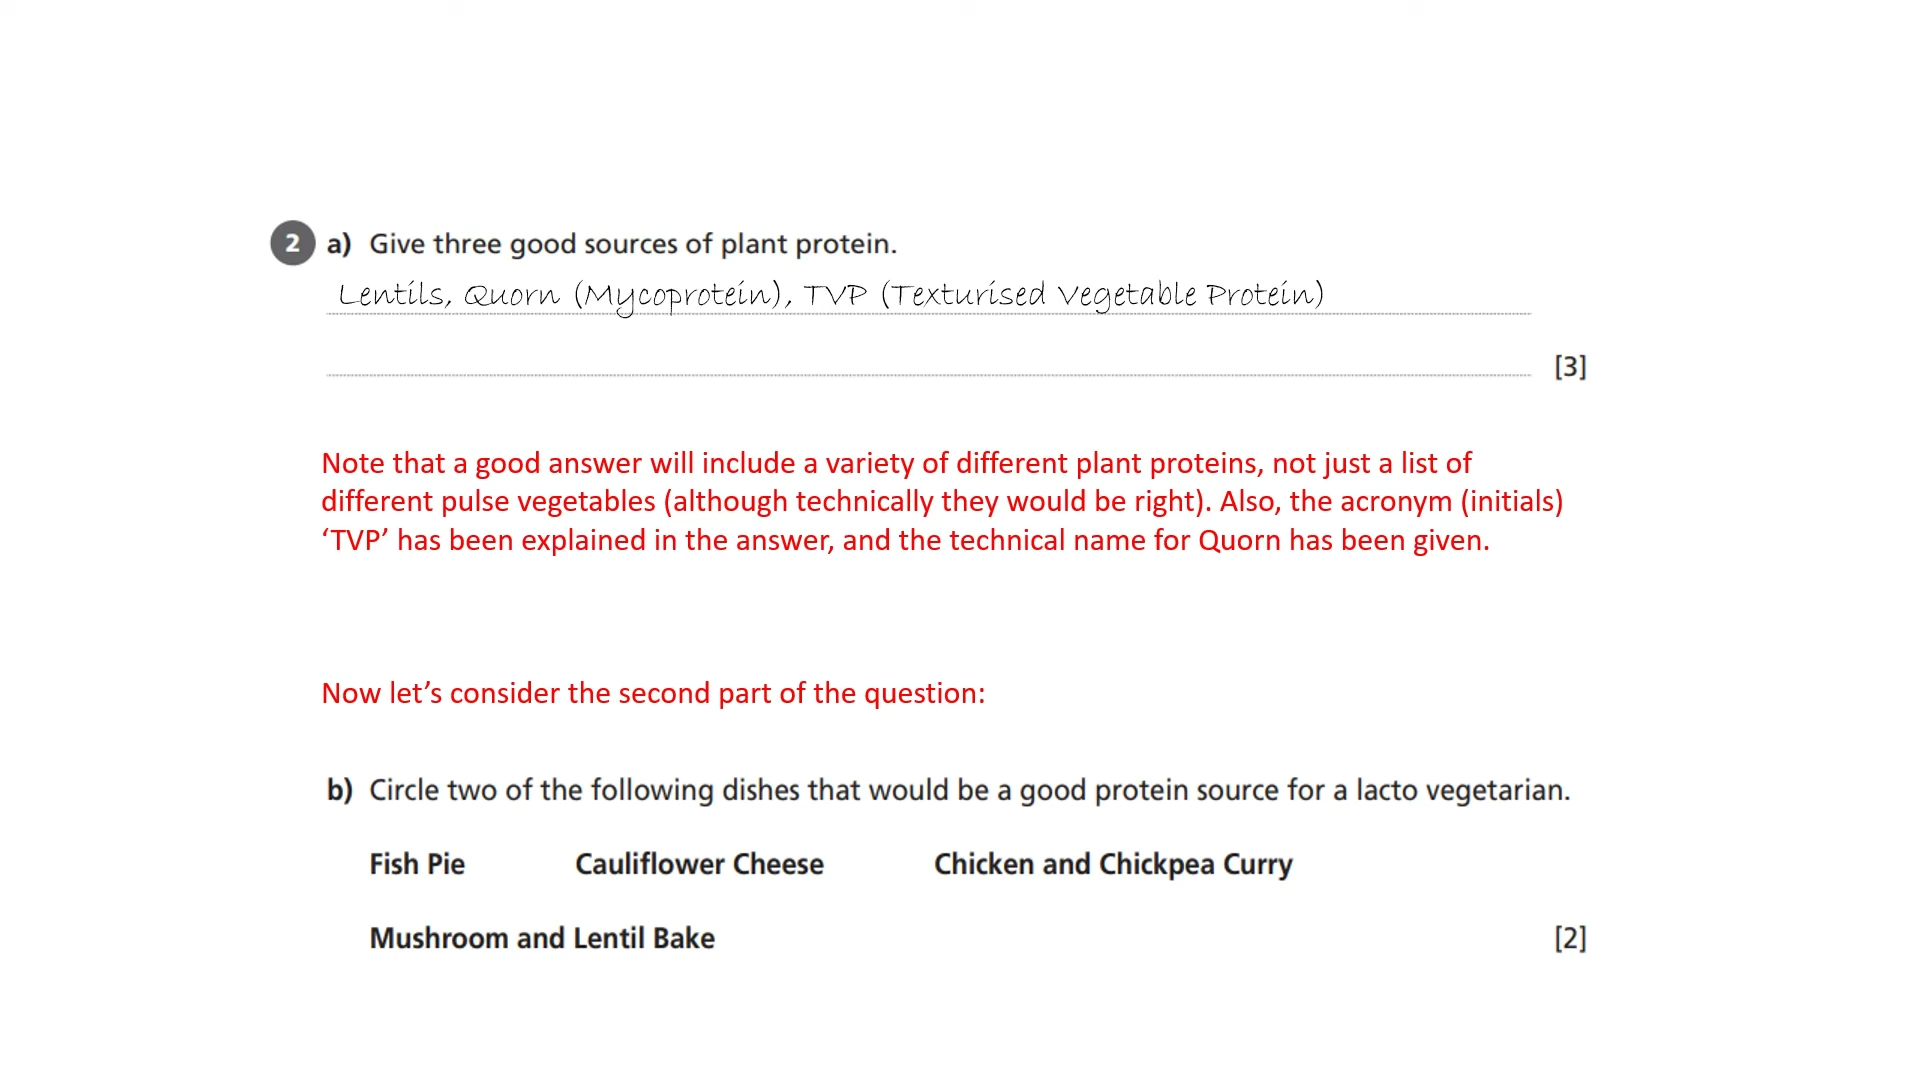 2 a) Give three good sources of plant protein.
Lentils, Quorn (Mycoprotein), TVP (Texturised Vegetable Protein)
[3]
Note that a good answer will include a variety of different plant proteins, not just a list of
different pulse vegetables (although technically they would be right). Also, the acronym (initials)
‘TVP’ has been explained in the answer, and the technical name for Quorn has been given.
Now let’s consider the second part of the question:
b) Circle two of the following dishes that would be a good protein source for a lacto vegetarian.
Fish Pie Cauliflower Cheese Chicken and Chickpea Curry
Mushroom and Lentil Bake [2]